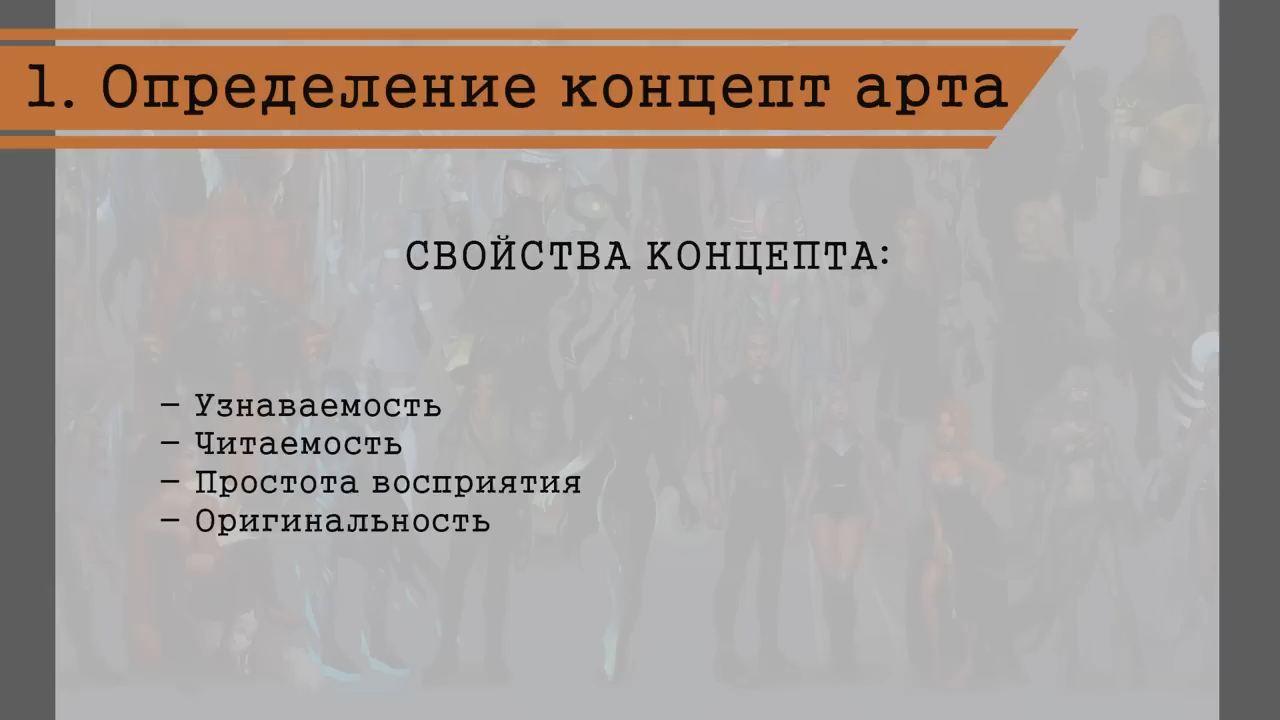 1. Определение концепт арта
СВОЙСТВА КОНЦЕПТА:
– Узнаваемость
– Читаемость
– Простота восприятия
– Оригинальность